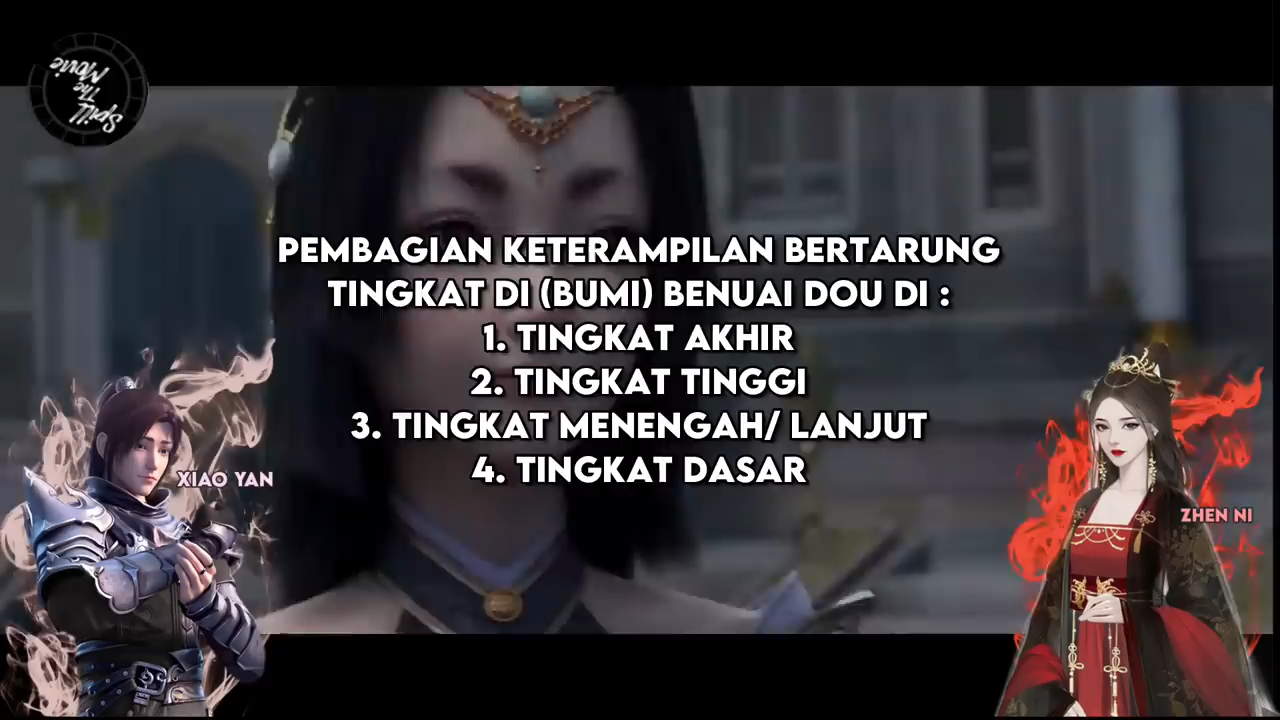 Spill
The
Movie
PEMBAGIAN KETERAMPILAN BERTARUNG
TINGKAT DI (BUMI) BENUAI DOU DI :
1. TINGKAT AKHIR
2. TINGKAT TINGGI
3. TINGKAT MENENGAH/ LANJUT
4. TINGKAT DASAR
XIAO YAN
ZHEN NI